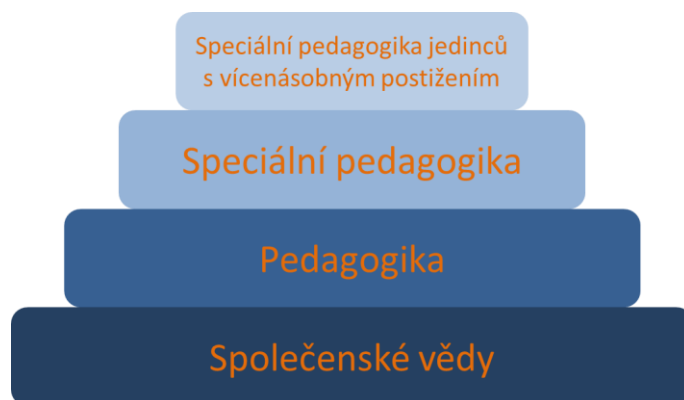 Speciální pedagogika jedinců
s vícenásobným postižením
Speciální pedagogika
Pedagogika
Společenské vědy